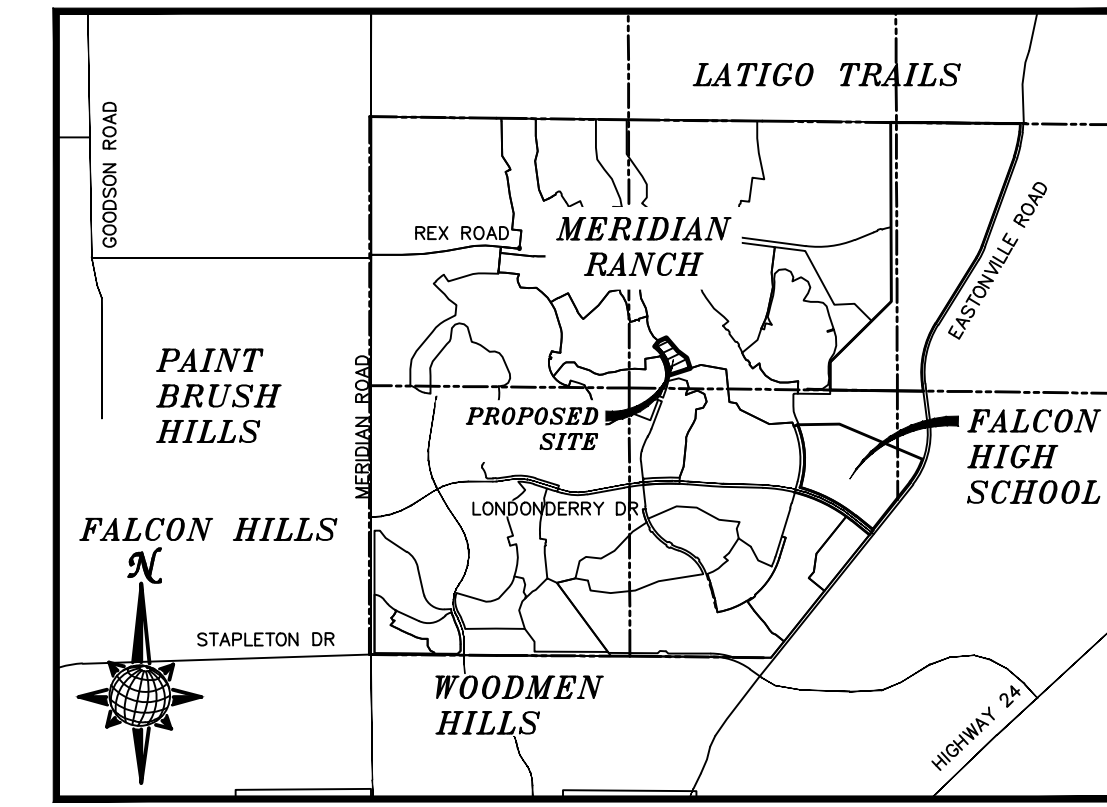 LATIGO TRAILS
GOODSON ROAD
EASTONVILLE ROAD
REX ROAD
MERIDIAN
RANCH
PAINT
BRUSH
HILLS
MERIDIAN ROAD
PROPOSED
SITE
FALCON
HIGH
SCHOOL
LONDONDERRY DR
FALCON HILLS
N
STAPLETON DR
WOODMEN
HILLS
HIGHWAY 24